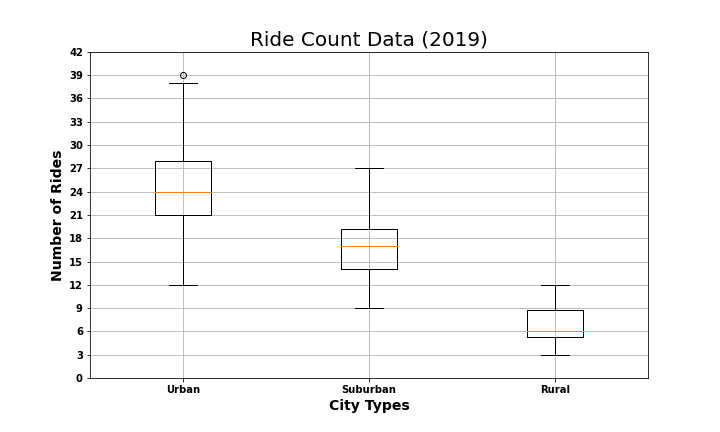 Ride Count Data (2019)
Number of Rides
42
39
36
33
30
27
24
21
18
15
12
9
6
3
0
Urban
Suburban
Rural
City Types